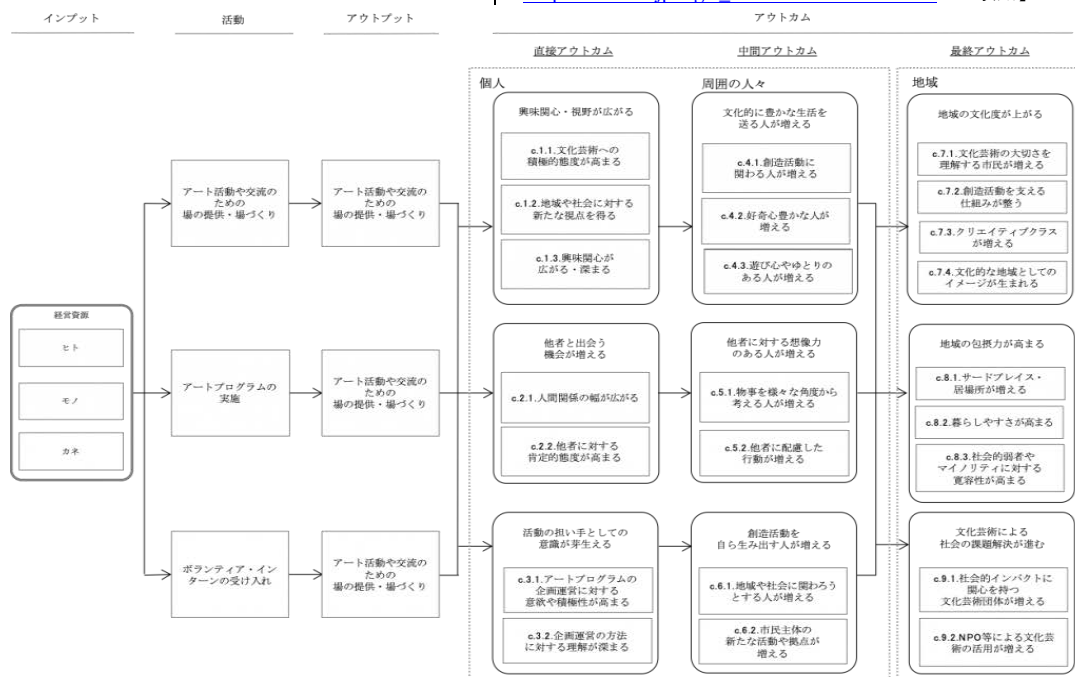 インプット
活動
アウトプット
アウトカム
直接アウトカム
中間アウトカム
最終アウトカム
経営資源
ヒト
モノ
カネ
アート活動や交流の
ための
場の提供・場づくり
アートプログラムの
実施
ボランティア・イン
ターンの受け入れ
アート活動や交流の
ための
場の提供・場づくり
アート活動や交流の
ための
場の提供・場づくり
アート活動や交流の
ための
場の提供・場づくり
個人
興味関心・視野が広がる
c.1.1.文化芸術への
積極的態度が高まる
c.1.2.地域や社会に対する
新たな視点を得る
c.1.3.興味関心が
広がる・深まる
他者と出会う
機会が増える
c.2.1.人間関係の幅が広がる
c.2.2.他者に対する
肯定的態度が高まる
活動の担い手としての
意識が芽生える
c.3.1.アートプログラムの
企画運営に対する
意欲や積極性が高まる
c.3.2.企画運営の方法
に対する理解が深まる
周囲の人々
文化的に豊かな生活を
送る人が増える
c.4.1.創造活動に
関わる人が増える
c.4.2.好奇心豊かな人が
増える
c.4.3.遊び心やゆとりの
ある人が増える
他者に対する想像力
のある人が増える
c.5.1.物事を様々な角度から
考える人が増える
c.5.2.他者に配慮した
行動が増える
創造活動を
自ら生み出す人が増える
c.6.1.地域や社会に関わろう
とする人が増える
c.6.2.市民主体の
新たな活動や拠点が
増える
地域
地域の文化度が上がる
c.7.1.文化芸術の大切さを
理解する市民が増える
c.7.2.創造活動を支える
仕組みが整う
c.7.3.クリエイティブクラス
が増える
c.7.4.文化的な地域としての
イメージが生まれる
地域の包摂力が高まる
c.8.1.サードプレイス・
居場所が増える
c.8.2.暮らしやすさが高まる
c.8.3.社会的弱者や
マイノリティに対する
寛容性が高まる
文化芸術による
社会の課題解決が進む
c.9.1.社会的インパクトに
関心を持つ
文化芸術団体が増える
c.9.2.NPO等による文化芸
術の活用が増える